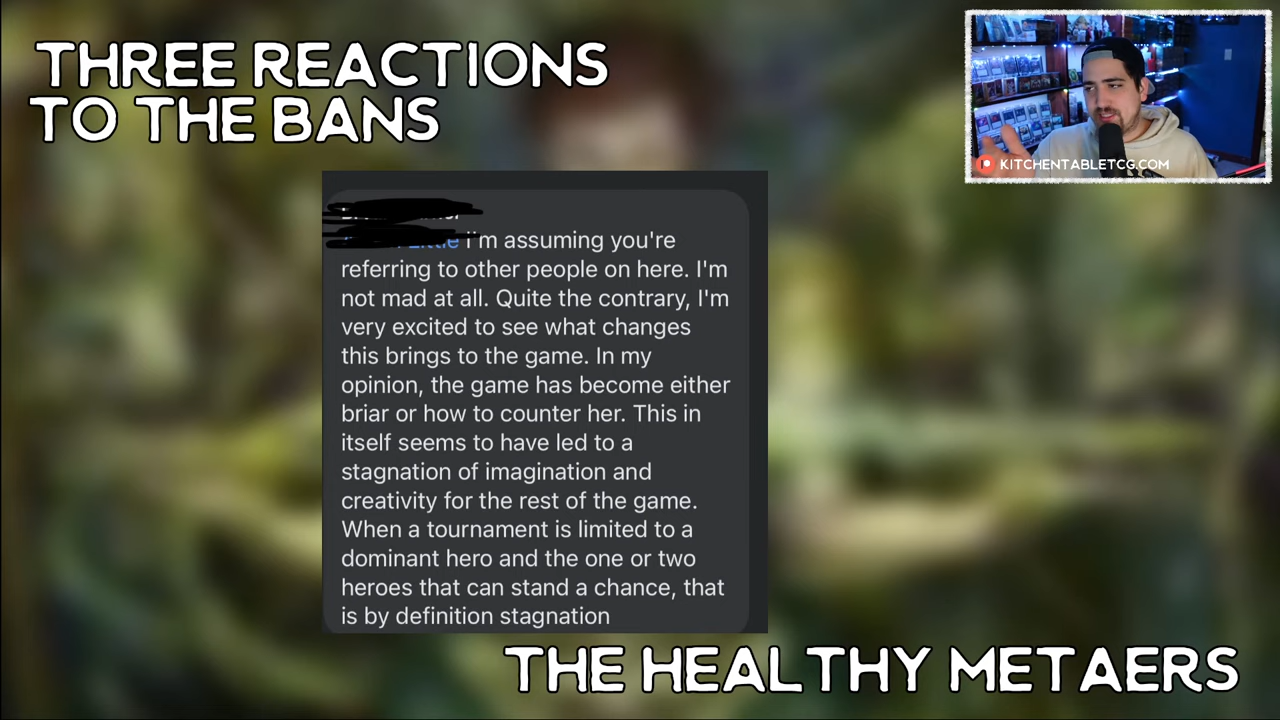 THREE REACTIONS
TO THE BANS
KITCHENTABLETCG.COM
I'm assuming you're
referring to other people on here. I'm
not mad at all. Quite the contrary, I'm
very excited to see what changes
this brings to the game. In my
opinion, the game has become either
briar or how to counter her. This in
itself seems to have led to a
stagnation of imagination and
creativity for the rest of the game.
When a tournament is limited to a
dominant hero and the one or two
heroes that can stand a chance, that
is by definition stagnation
THE HEALTHY METAERS